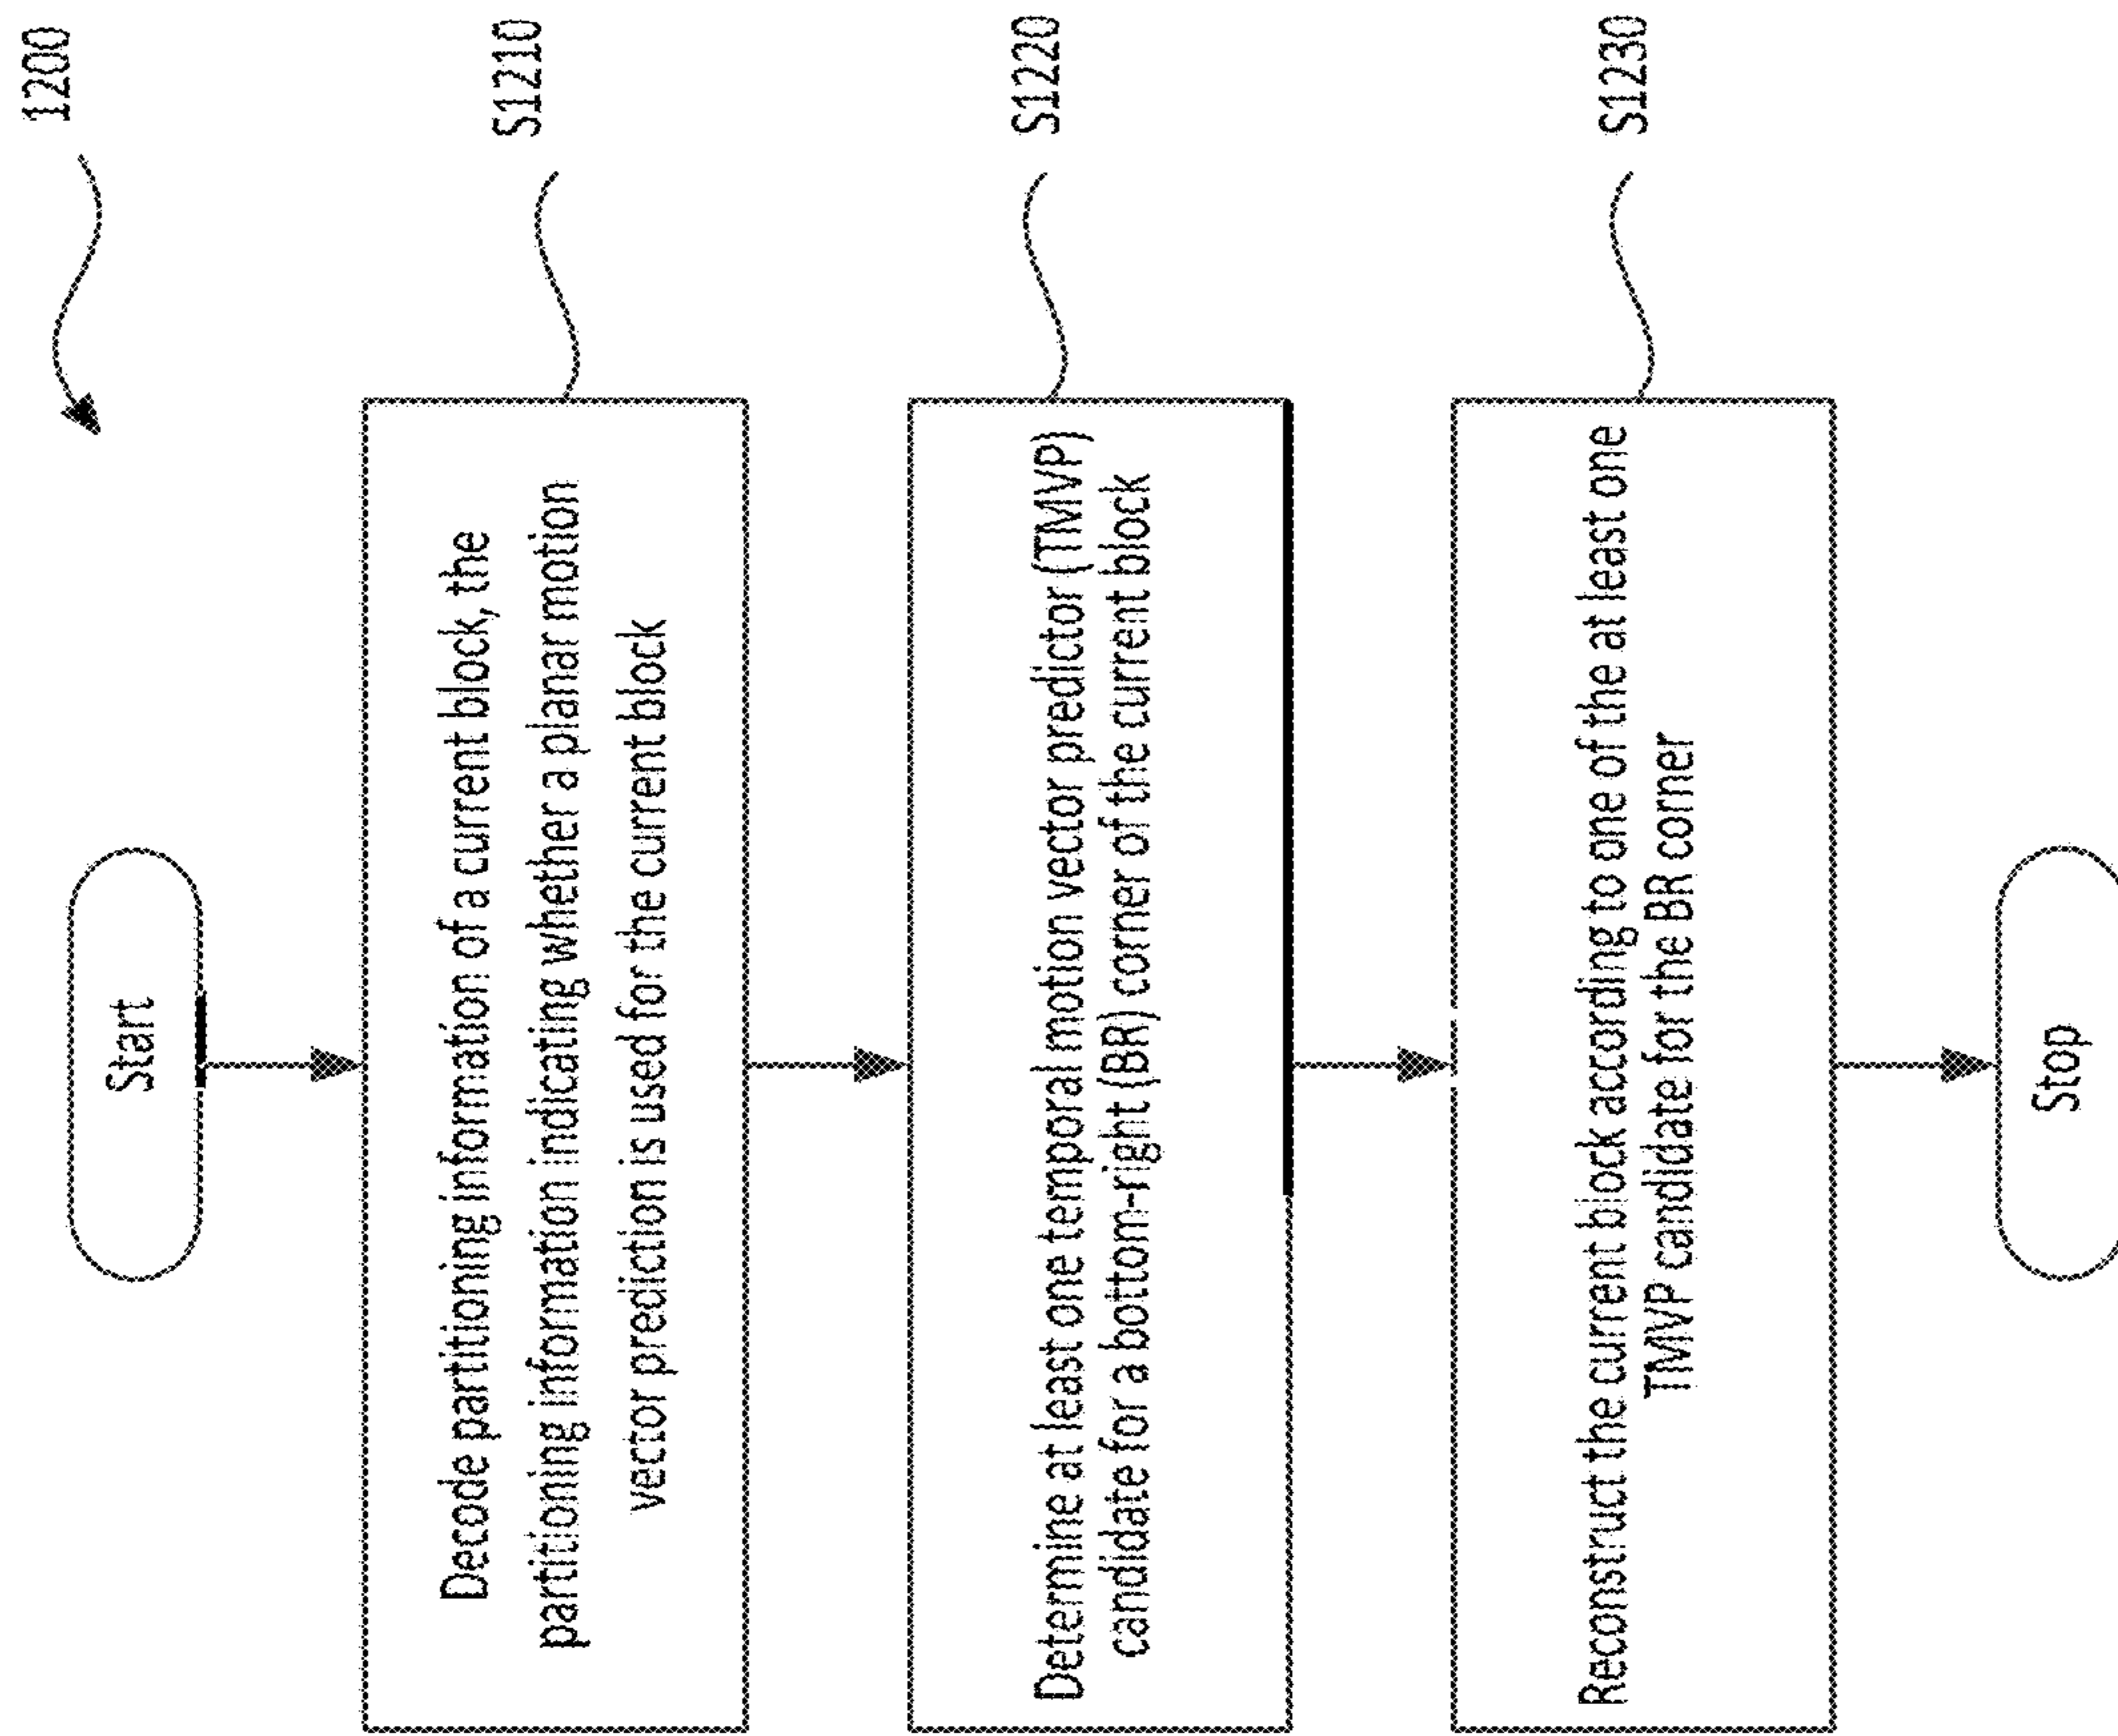 1200
Start
Decode partitioning information of a current block, the
partitioning information indicating whether a planar motion
vector prediction is used for the current block
S1210
Determine at least one temporal motion vector predictor (TMVP)
candidate for a bottom-right (BR) corner of the current block
S1220
Reconstruct the current block according to one of the at least one
TMVP candidate for the BR corner
S1230
Stop